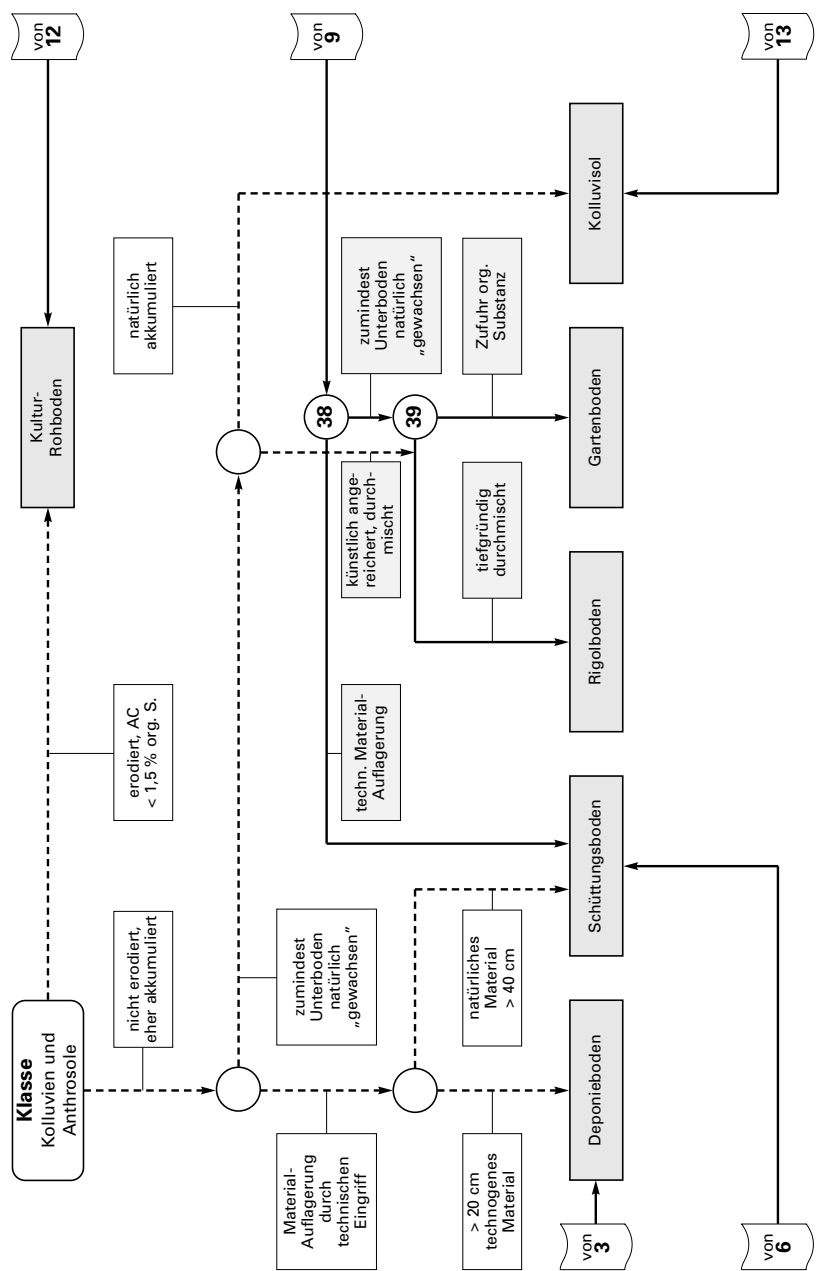 Klasse
Kolluvien und
Anthrosole
erodiert, AC
< 1,5 % org. S.
Kultur-
Rohboden
von
12
nicht erodiert,
eher akkumuliert
natürlich
akkumuliert
zumindest
Unterboden
natürlich
„gewachsen“
Material-
Auflagerung
durch
technischen
Eingriff
techn. Material-
Auflagerung
künstlich ange-
reichert, durch-
mischt
38
von
9
zumindest
Unterboden
natürlich
„gewachsen“
39
> 20 cm
technogenes
Material
natürliches
Material
> 40 cm
tiefgründig
durchmischt
Zufuhr org.
Substanz
von
3
Deponieboden
Schüttungsboden
Rigolboden
Gartenboden
Kolluvisol
von
6
von
13